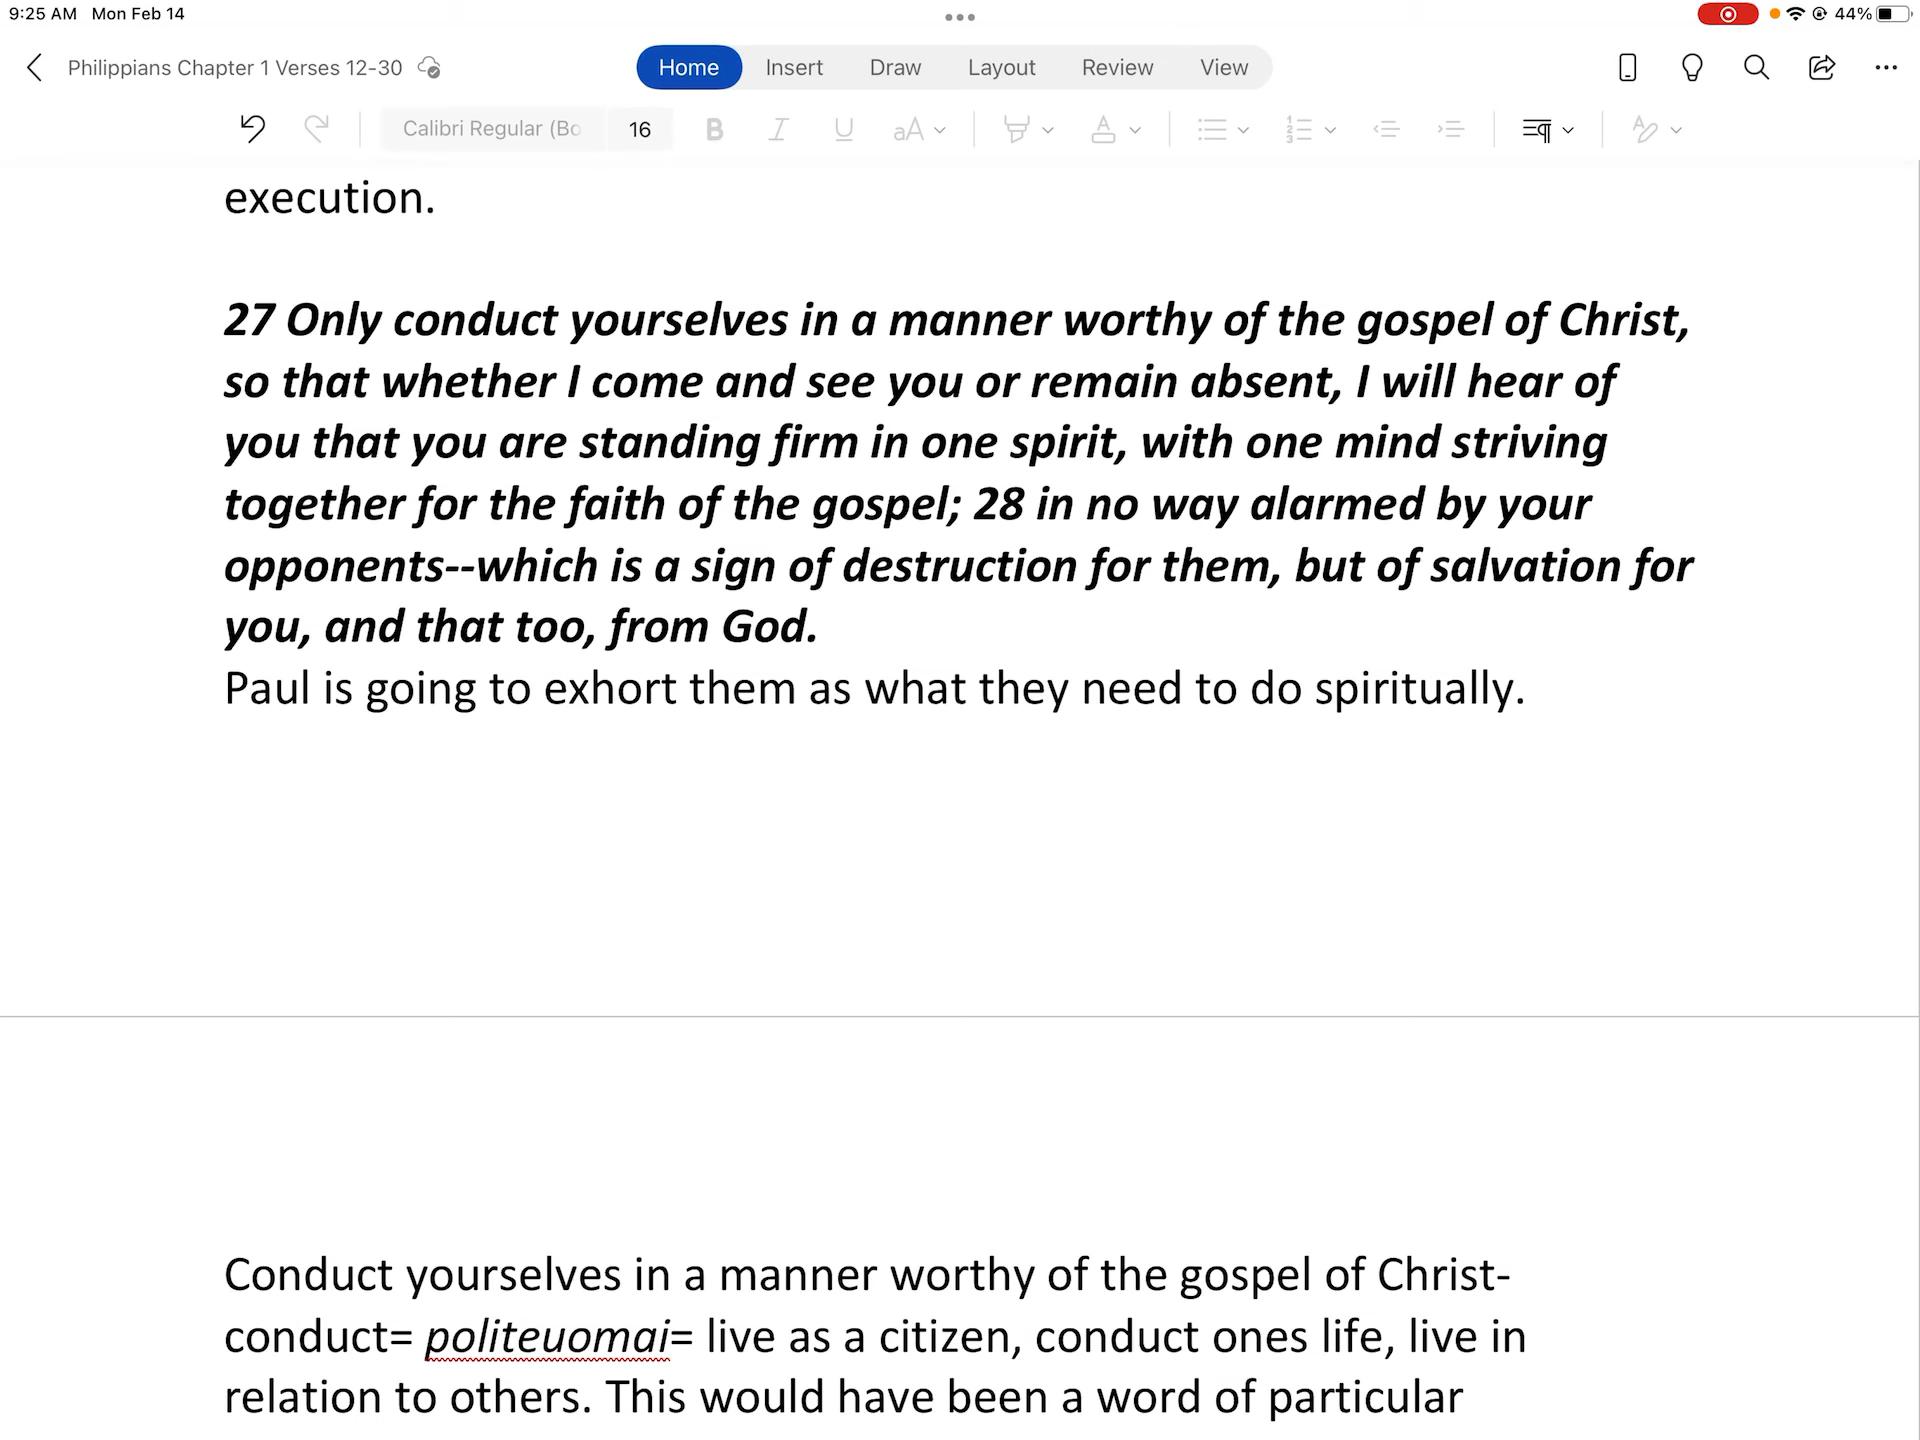 9:25 AM Mon Feb 14
44%
Philippians Chapter 1 Verses 12-30
Home Insert Draw Layout Review View
Calibri Regular (Bo 16 B I U aA A
execution.
27 Only conduct yourselves in a manner worthy of the gospel of Christ,
so that whether I come and see you or remain absent, I will hear of
you that you are standing firm in one spirit, with one mind striving
together for the faith of the gospel; 28 in no way alarmed by your
opponents--which is a sign of destruction for them, but of salvation for
you, and that too, from God.
Paul is going to exhort them as what they need to do spiritually.
Conduct yourselves in a manner worthy of the gospel of Christ-
conduct= politeuomai= live as a citizen, conduct ones life, live in
relation to others. This would have been a word of particular